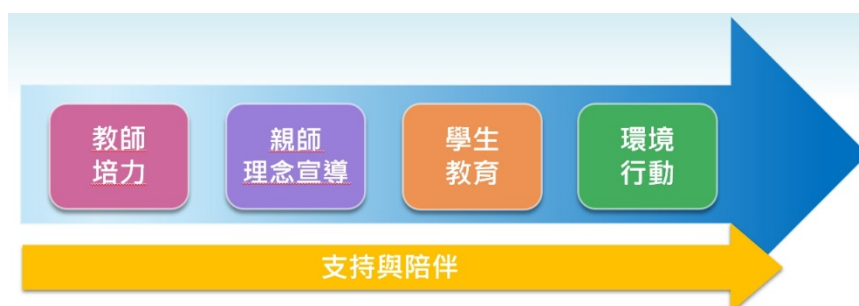 教師
培力
親師
理念宣導
學生
教育
環境
行動
支持與陪伴